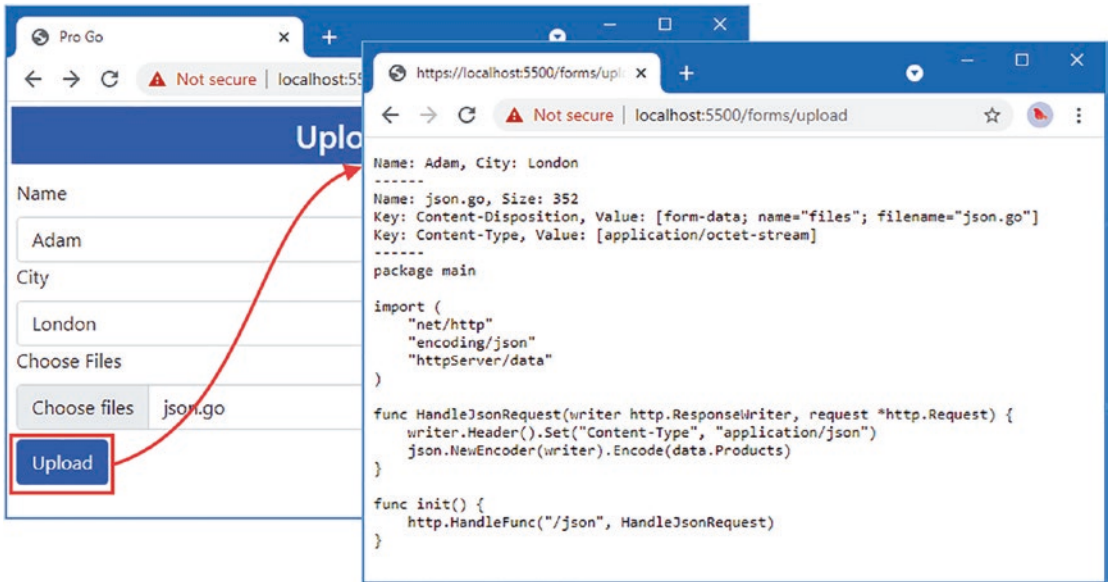 Pro Go
Not secure | localhost:55
Uplo
Name
Adam
City
London
Choose Files
Choose files json.go
Upload
https://localhost:5500/forms/upl
Not secure | localhost:5500/forms/upload
Name: Adam, City: London
------
Name: json.go, Size: 352
Key: Content-Disposition, Value: [form-data; name="files"; filename="json.go"]
Key: Content-Type, Value: [application/octet-stream]
------
package main
import (
    "net/http"
    "encoding/json"
    "httpServer/data"
)
func HandleJsonRequest(writer http.ResponseWriter, request *http.Request) {
    writer.Header().Set("Content-Type", "application/json")
    json.NewEncoder(writer).Encode(data.Products)
}
func init() {
    http.HandleFunc("/json", HandleJsonRequest)
}